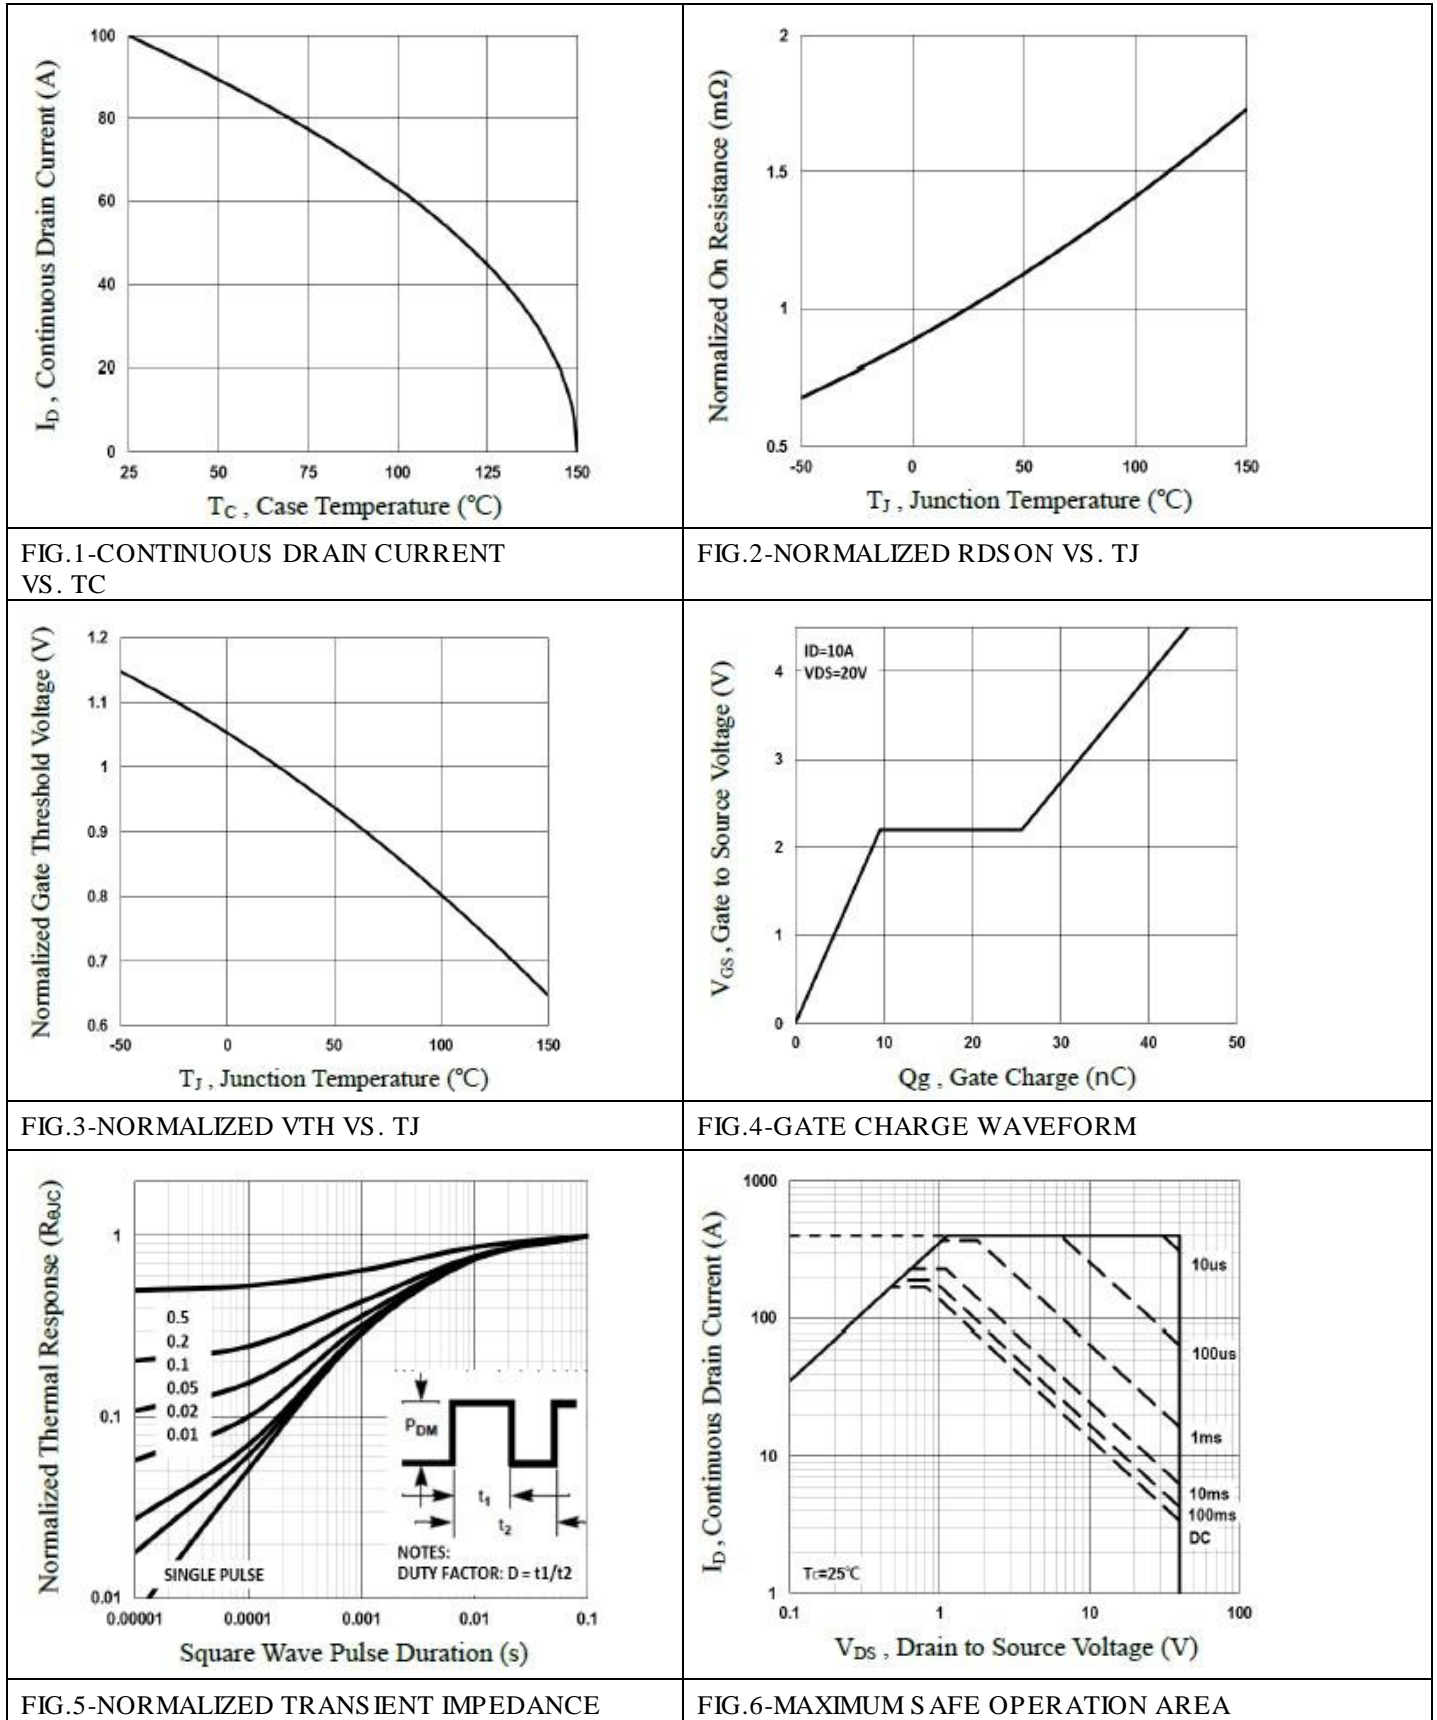 100
80
60
40
20
0
25 50 75 100 125 150
I_D , Continuous Drain Current (A)
T_C , Case Temperature (℃)
2
1.5
1
0.5
-50 0 50 100 150
Normalized On Resistance (mΩ)
T_J , Junction Temperature (℃)
FIG.1-CONTINUOUS DRAIN CURRENT
VS. TC
FIG.2-NORMALIZED RDSON VS. TJ
1.2
1.1
1
0.9
0.8
0.7
0.6
-50 0 50 100 150
Normalized Gate Threshold Voltage (V)
T_J , Junction Temperature (℃)
ID=10A
VDS=20V
4
3
2
1
0
0 10 20 30 40 50
V_GS , Gate to Source Voltage (V)
Qg , Gate Charge (nC)
FIG.3-NORMALIZED VTH VS. TJ
FIG.4-GATE CHARGE WAVEFORM
Normalized Thermal Response (RθJC)
1
0.1
0.01
0.5
0.2
0.1
0.05
0.02
0.01
SINGLE PULSE
P_DM
t1
t2
NOTES:
DUTY FACTOR: D = t1/t2
0.00001 0.0001 0.001 0.01 0.1
Square Wave Pulse Duration (s)
I_D , Continuous Drain Current (A)
1000
100
10
1
10us
100us
1ms
10ms
100ms
DC
Tc=25℃
0.1 1 10 100
V_DS , Drain to Source Voltage (V)
FIG.5-NORMALIZED TRANSIENT IMPEDANCE
FIG.6-MAXIMUM SAFE OPERATION AREA